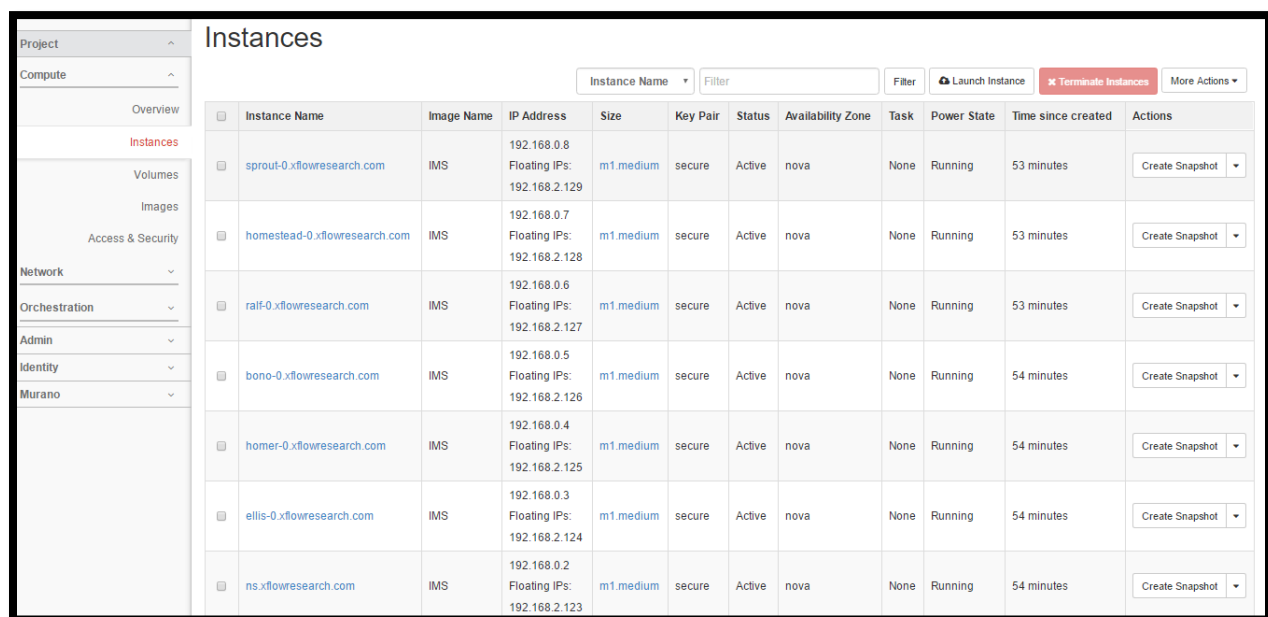 Instances
Project
Compute
Overview
Instances
Volumes
Images
Access & Security
Network
Orchestration
Admin
Identity
Murano
Instance Name Filter Filter Launch Instance Terminate Instances More Actions
Instance Name Image Name IP Address Size Key Pair Status Availability Zone Task Power State Time since created Actions
192.168.0.8
sprout-0.xflowresearch.com IMS Floating IPs: m1.medium secure Active nova None Running 53 minutes Create Snapshot
192.168.2.129
192.168.0.7
homestead-0.xflowresearch.com IMS Floating IPs: m1.medium secure Active nova None Running 53 minutes Create Snapshot
192.168.2.128
192.168.0.6
ralf-0.xflowresearch.com IMS Floating IPs: m1.medium secure Active nova None Running 53 minutes Create Snapshot
192.168.2.127
192.168.0.5
bono-0.xflowresearch.com IMS Floating IPs: m1.medium secure Active nova None Running 54 minutes Create Snapshot
192.168.2.126
192.168.0.4
homer-0.xflowresearch.com IMS Floating IPs: m1.medium secure Active nova None Running 54 minutes Create Snapshot
192.168.2.125
192.168.0.3
ellis-0.xflowresearch.com IMS Floating IPs: m1.medium secure Active nova None Running 54 minutes Create Snapshot
192.168.2.124
192.168.0.2
ns.xflowresearch.com IMS Floating IPs: m1.medium secure Active nova None Running 54 minutes Create Snapshot
192.168.2.123